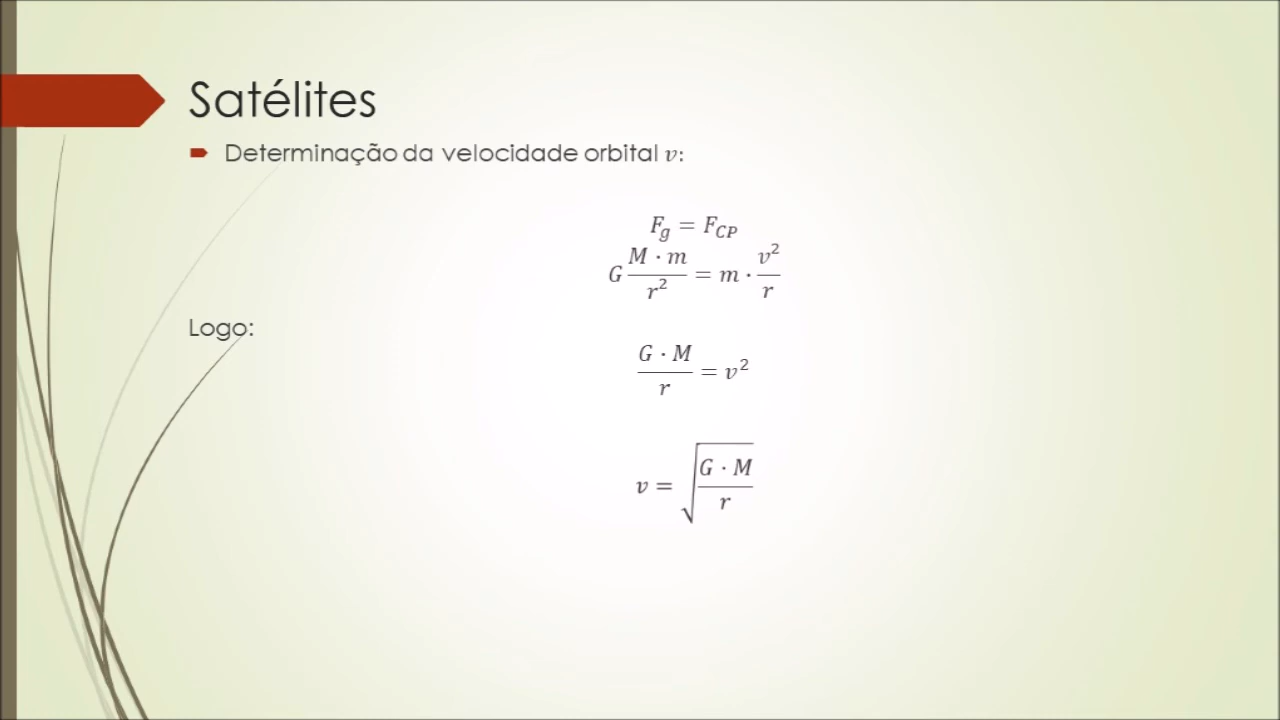 Satélites
Determinação da velocidade orbital v:
F_g = F_CP
G M · m / r² = m · v² / r
Logo:
G · M / r = v²
v = √(G · M / r)